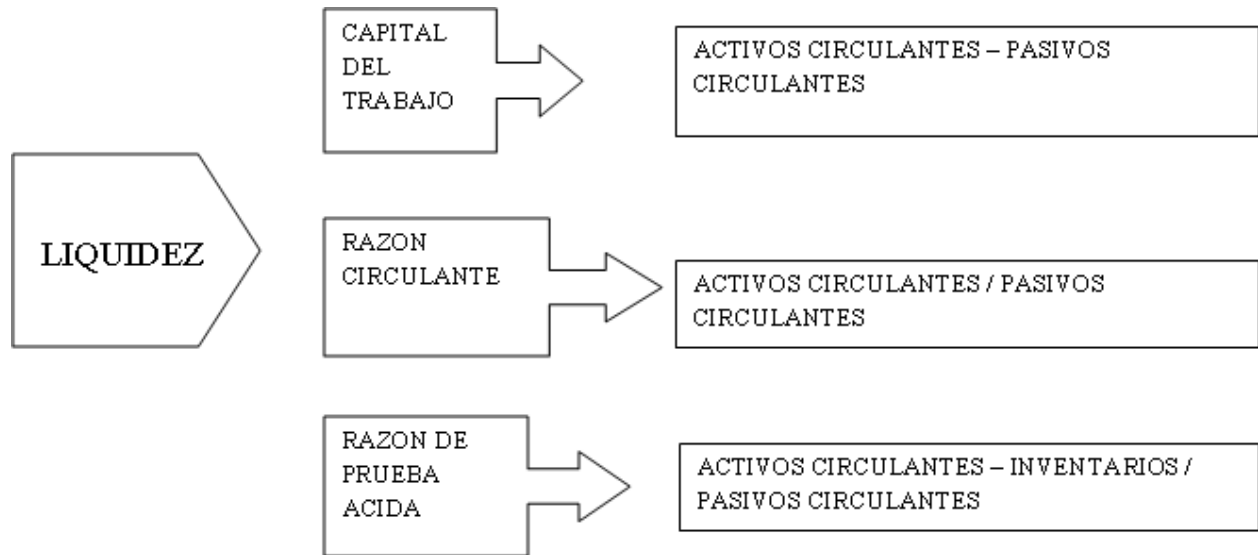 LIQUIDEZ
CAPITAL
DEL
TRABAJO
ACTIVOS CIRCULANTES – PASIVOS
CIRCULANTES
RAZON
CIRCULANTE
ACTIVOS CIRCULANTES / PASIVOS
CIRCULANTES
RAZON DE
PRUEBA
ACIDA
ACTIVOS CIRCULANTES – INVENTARIOS /
PASIVOS CIRCULANTES